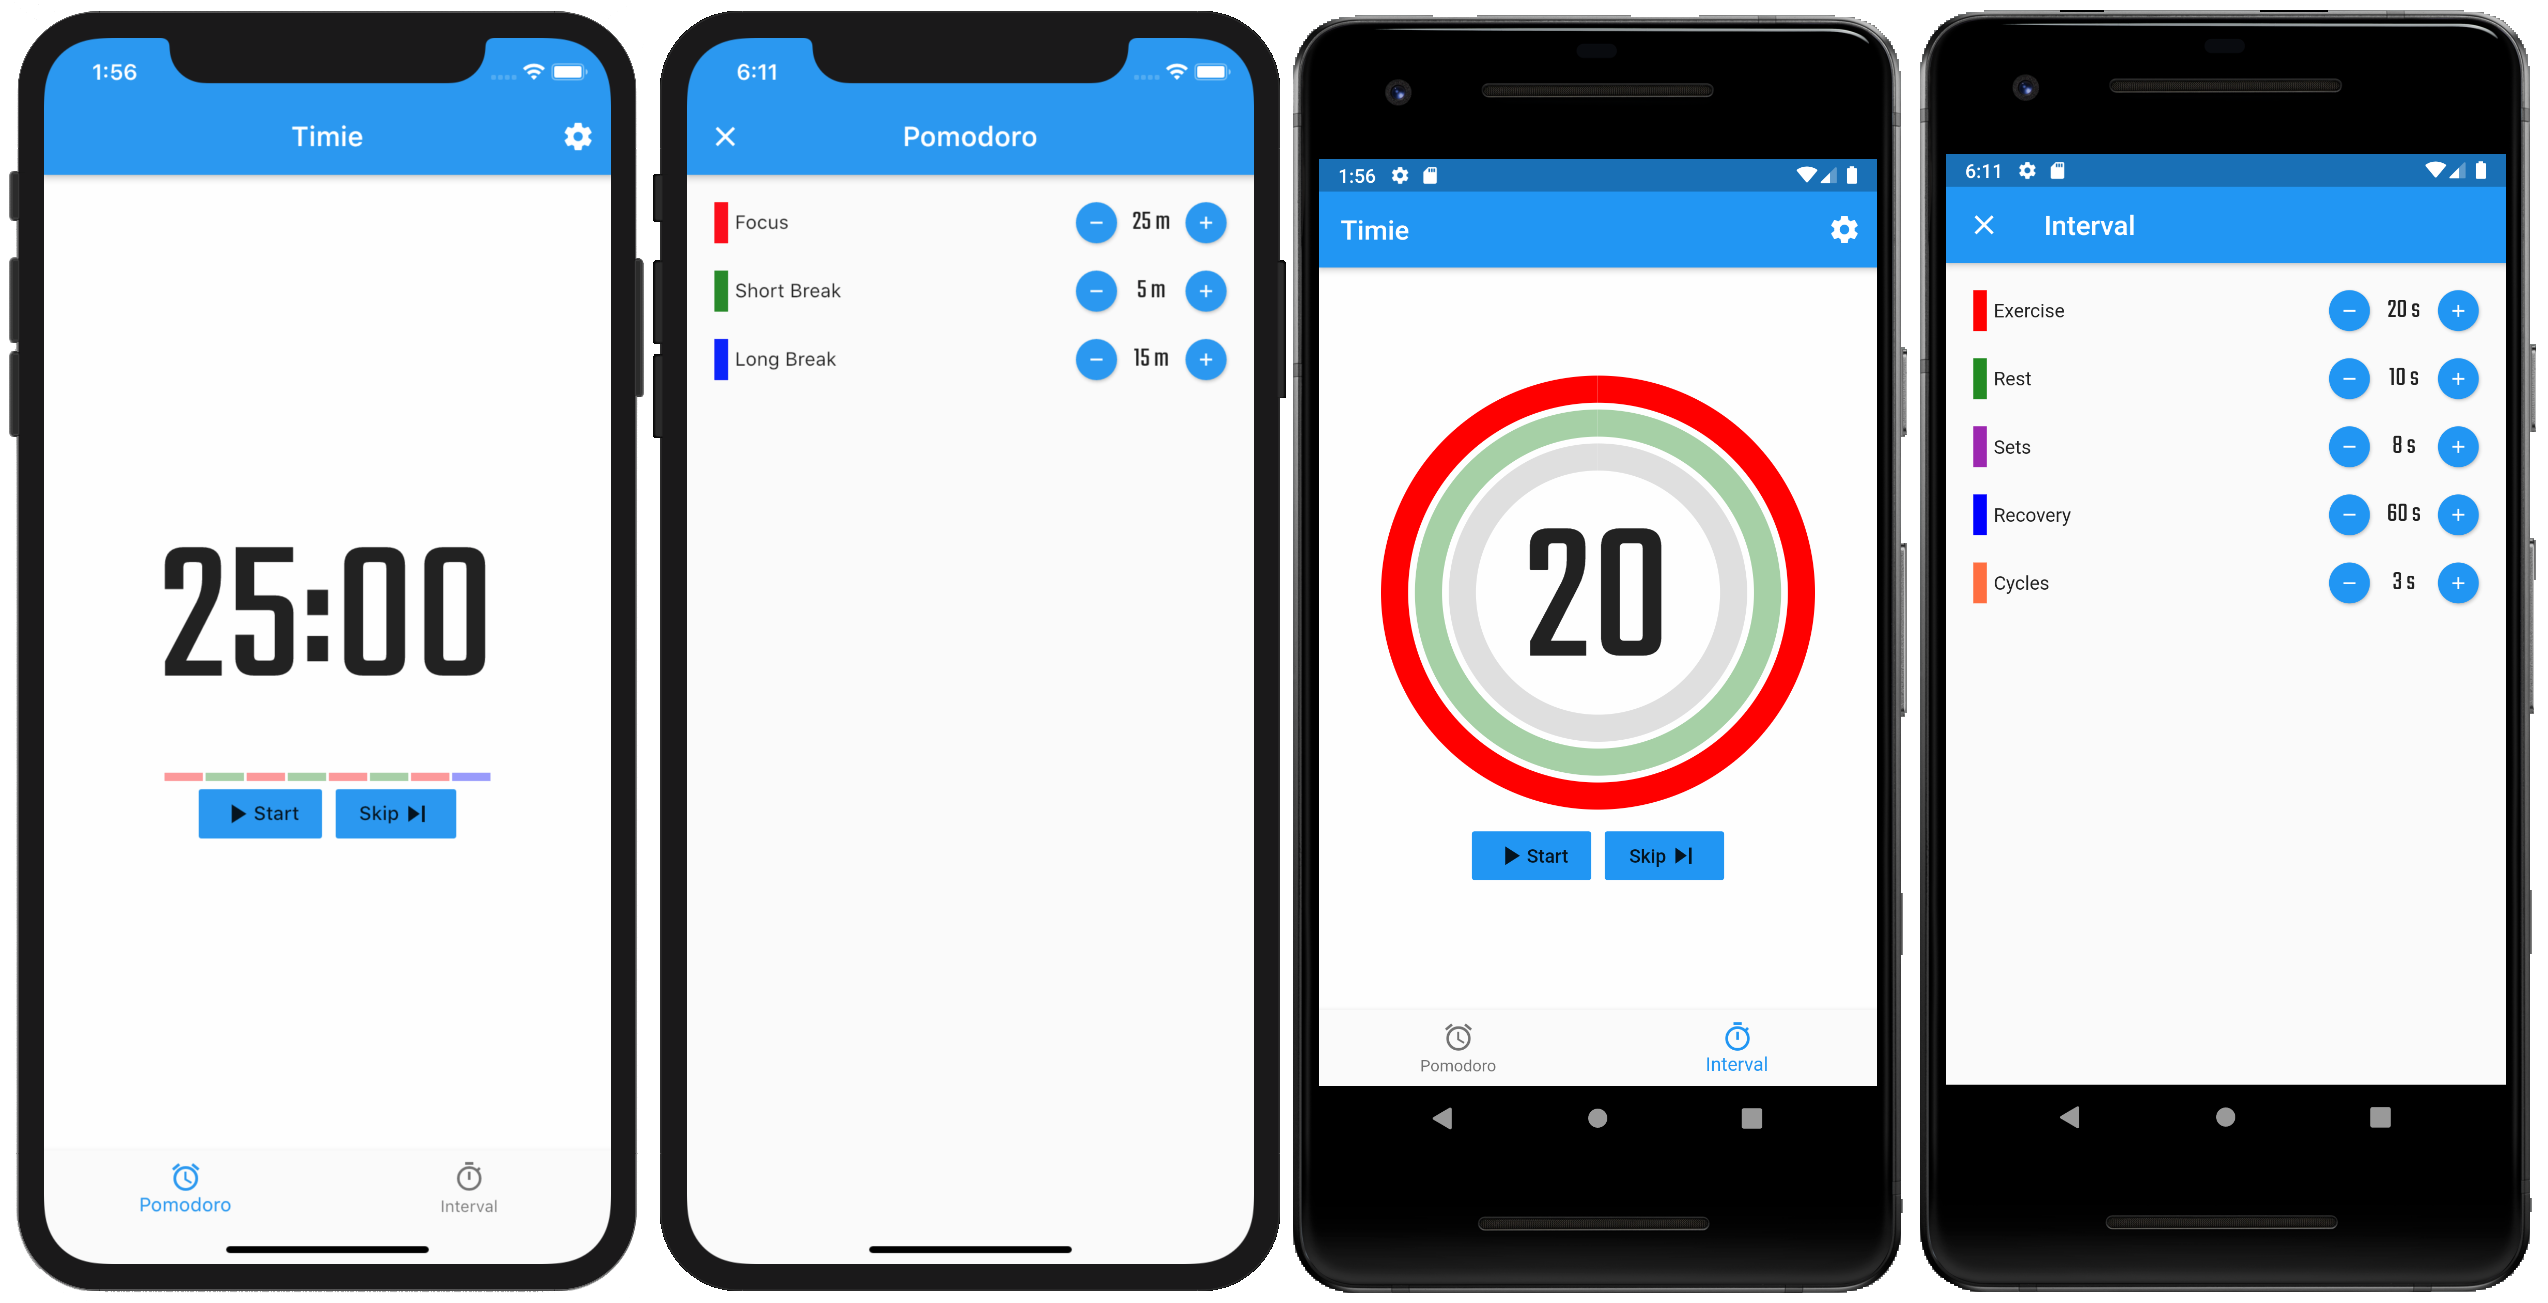 1:56
Timie
25:00
Start Skip
Pomodoro Interval
6:11
Pomodoro
Focus 25 m
Short Break 5 m
Long Break 15 m
1:56
Timie
20
Start Skip
Pomodoro Interval
6:11
Interval
Exercise 20 s
Rest 10 s
Sets 8 s
Recovery 60 s
Cycles 3 s